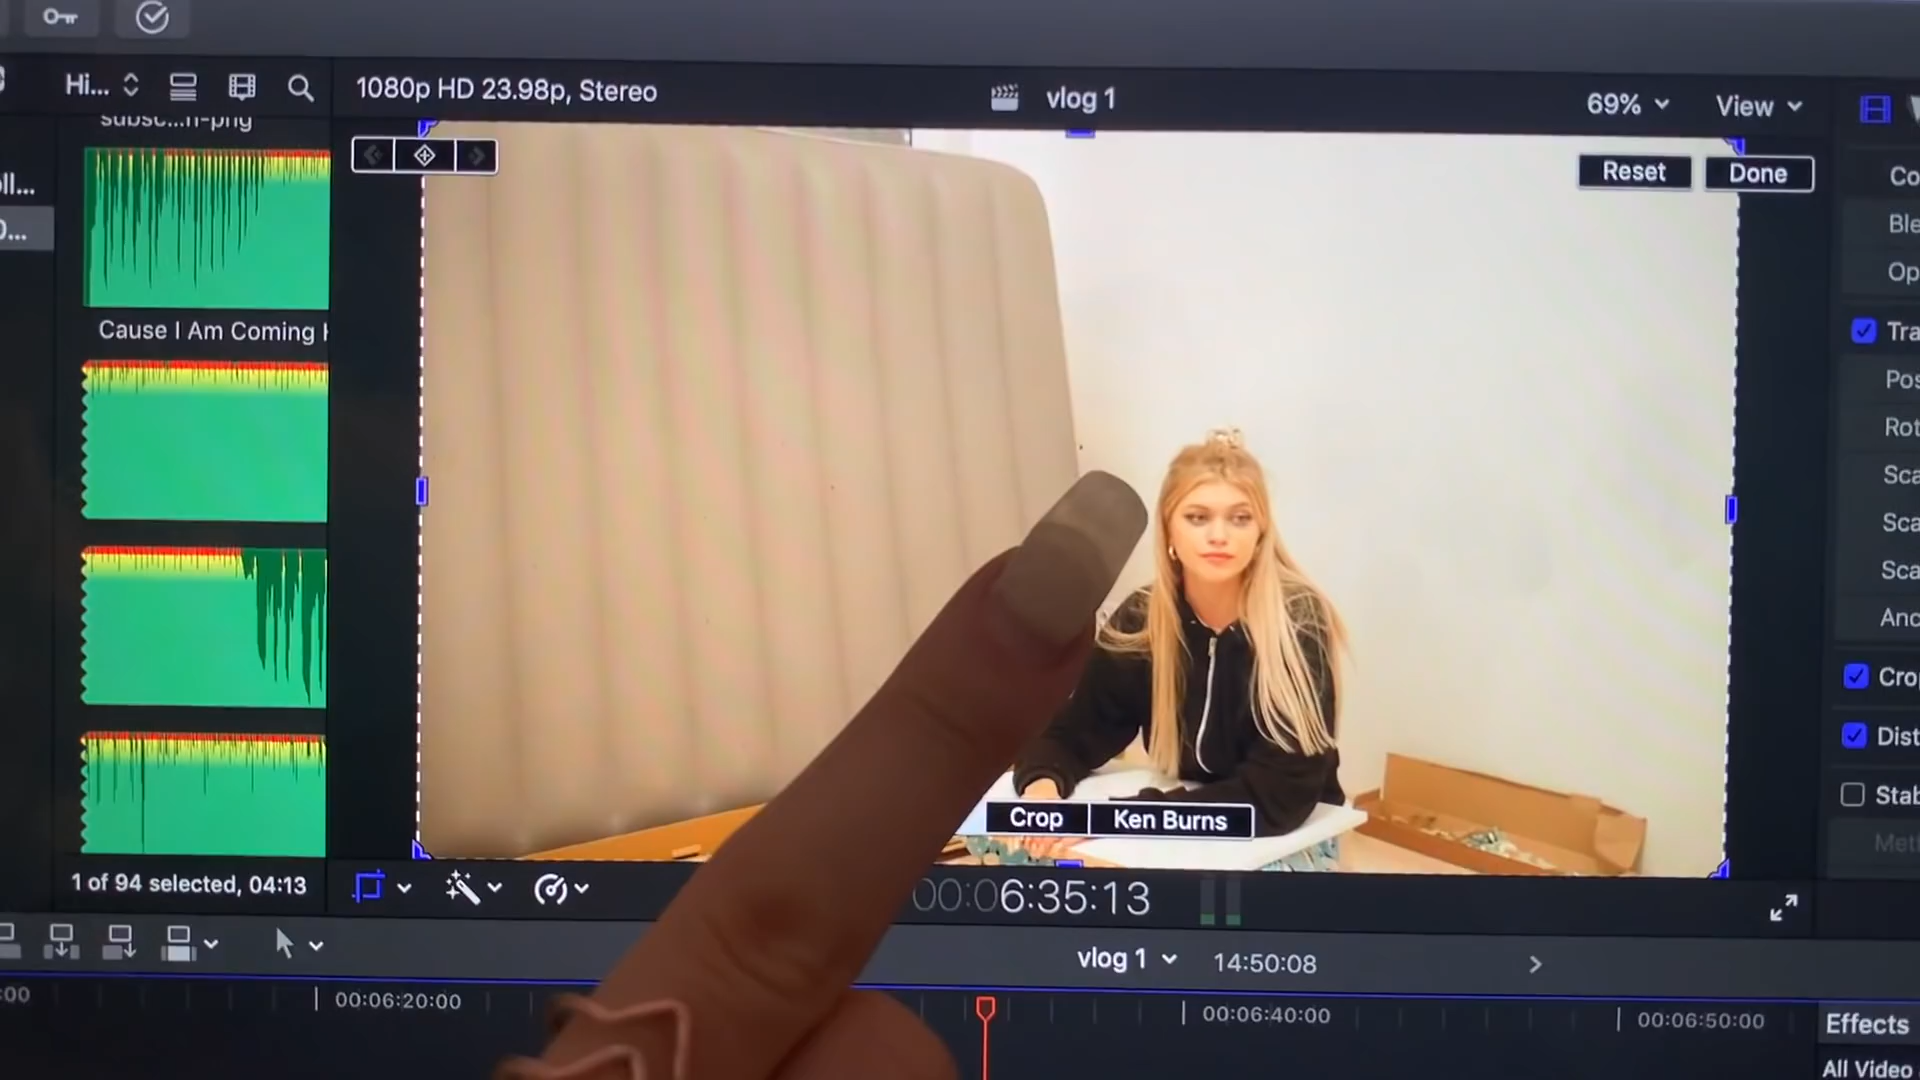 Hi...
1080p HD 23.98p, Stereo
vlog 1
69%
View
subsc...n-png
Reset
Done
Co
oll...
Ble
Op
Cause I Am Coming H
Tra
Pos
Rot
Sca
Sca
Sca
Anc
Crop
Dist
Stab
Meth
Crop
Ken Burns
1 of 94 selected, 04:13
00:06:35:13
vlog 1
14:50:08
:00
00:06:20:00
00:06:40:00
00:06:50:00
Effects
All Video